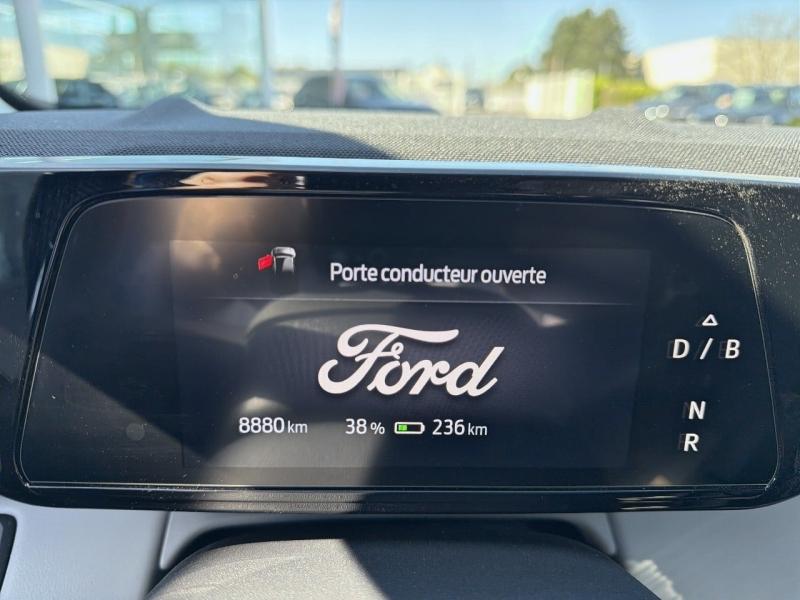 Porte conducteur ouverte
Ford
8880 km 38 % 236 km
D / B
N
R